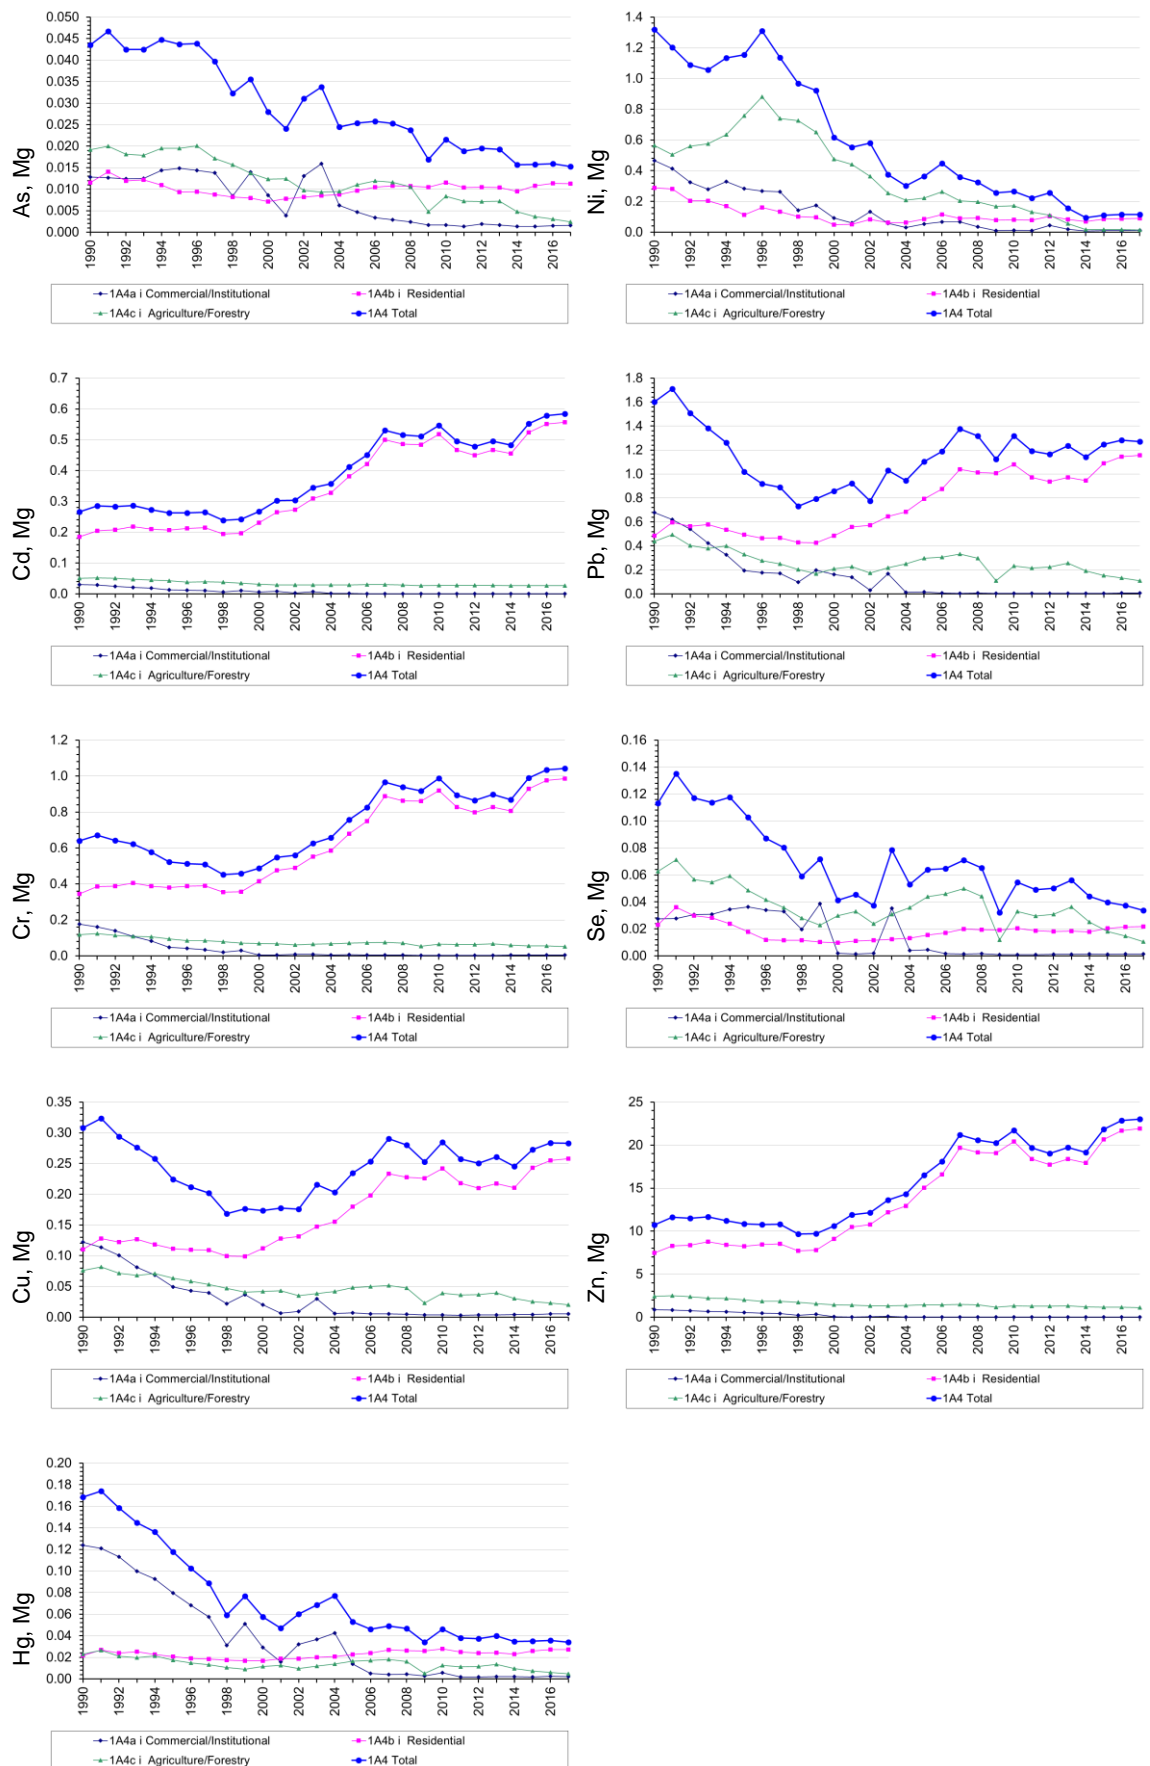 As, Mg
0.050
0.045
0.040
0.035
0.030
0.025
0.020
0.015
0.010
0.005
0.000
1990 1992 1994 1996 1998 2000 2002 2004 2006 2008 2010 2012 2014 2016
1A4a i Commercial/Institutional 1A4b i Residential
1A4c i Agriculture/Forestry 1A4 Total
Ni, Mg
1.4
1.2
1.0
0.8
0.6
0.4
0.2
0.0
1990 1992 1994 1996 1998 2000 2002 2004 2006 2008 2010 2012 2014 2016
1A4a i Commercial/Institutional 1A4b i Residential
1A4c i Agriculture/Forestry 1A4 Total
Cd, Mg
0.7
0.6
0.5
0.4
0.3
0.2
0.1
0.0
1990 1992 1994 1996 1998 2000 2002 2004 2006 2008 2010 2012 2014 2016
1A4a i Commercial/Institutional 1A4b i Residential
1A4c i Agriculture/Forestry 1A4 Total
Pb, Mg
1.8
1.6
1.4
1.2
1.0
0.8
0.6
0.4
0.2
0.0
1990 1992 1994 1996 1998 2000 2002 2004 2006 2008 2010 2012 2014 2016
1A4a i Commercial/Institutional 1A4b i Residential
1A4c i Agriculture/Forestry 1A4 Total
Cr, Mg
1.2
1.0
0.8
0.6
0.4
0.2
0.0
1990 1992 1994 1996 1998 2000 2002 2004 2006 2008 2010 2012 2014 2016
1A4a i Commercial/Institutional 1A4b i Residential
1A4c i Agriculture/Forestry 1A4 Total
Se, Mg
0.16
0.14
0.12
0.10
0.08
0.06
0.04
0.02
0.00
1990 1992 1994 1996 1998 2000 2002 2004 2006 2008 2010 2012 2014 2016
1A4a i Commercial/Institutional 1A4b i Residential
1A4c i Agriculture/Forestry 1A4 Total
Cu, Mg
0.35
0.30
0.25
0.20
0.15
0.10
0.05
0.00
1990 1992 1994 1996 1998 2000 2002 2004 2006 2008 2010 2012 2014 2016
1A4a i Commercial/Institutional 1A4b i Residential
1A4c i Agriculture/Forestry 1A4 Total
Zn, Mg
25
20
15
10
5
0
1990 1992 1994 1996 1998 2000 2002 2004 2006 2008 2010 2012 2014 2016
1A4a i Commercial/Institutional 1A4b i Residential
1A4c i Agriculture/Forestry 1A4 Total
Hg, Mg
0.20
0.18
0.16
0.14
0.12
0.10
0.08
0.06
0.04
0.02
0.00
1990 1992 1994 1996 1998 2000 2002 2004 2006 2008 2010 2012 2014 2016
1A4a i Commercial/Institutional 1A4b i Residential
1A4c i Agriculture/Forestry 1A4 Total